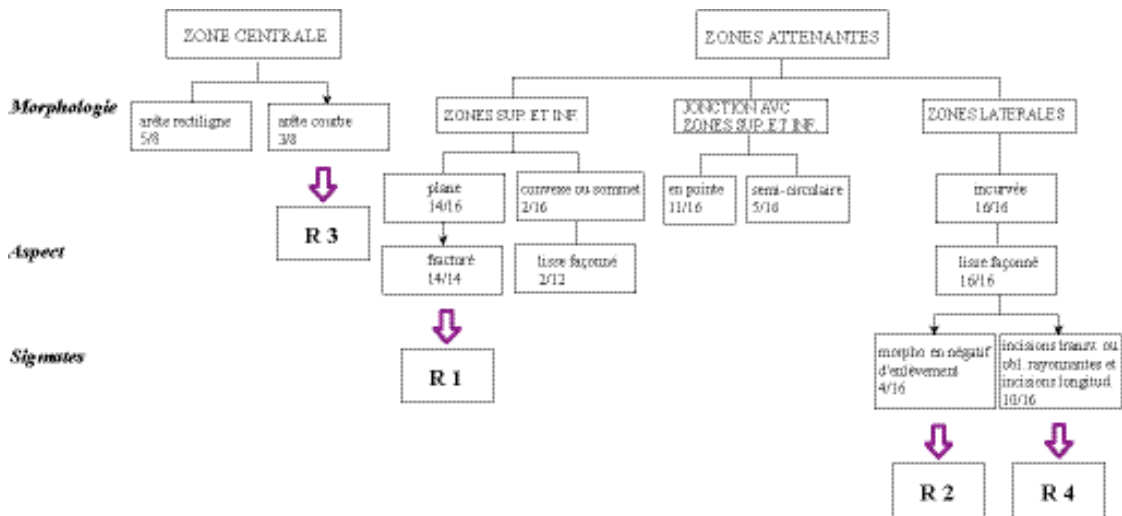 ZONE CENTRALE
ZONES ATTENANTES
Morphologie
arête rectiligne
5/8
arête courbe
3/8
ZONES SUP. ET INF.
JONCTION AVC
ZONES SUP. ET INF.
ZONES LATERALES
plane
14/16
convexe ou sommet
2/16
en pointe
11/16
semi-circulaire
5/16
incurvée
16/16
R 3
Aspect
fracturé
14/14
lisse façonné
2/12
lisse façonné
16/16
Stigmates
R 1
morpho en négatif
d'enlèvement
4/16
incisions transv. ou
obl. rayonnantes et
incisions longitud.
10/16
R 2
R 4